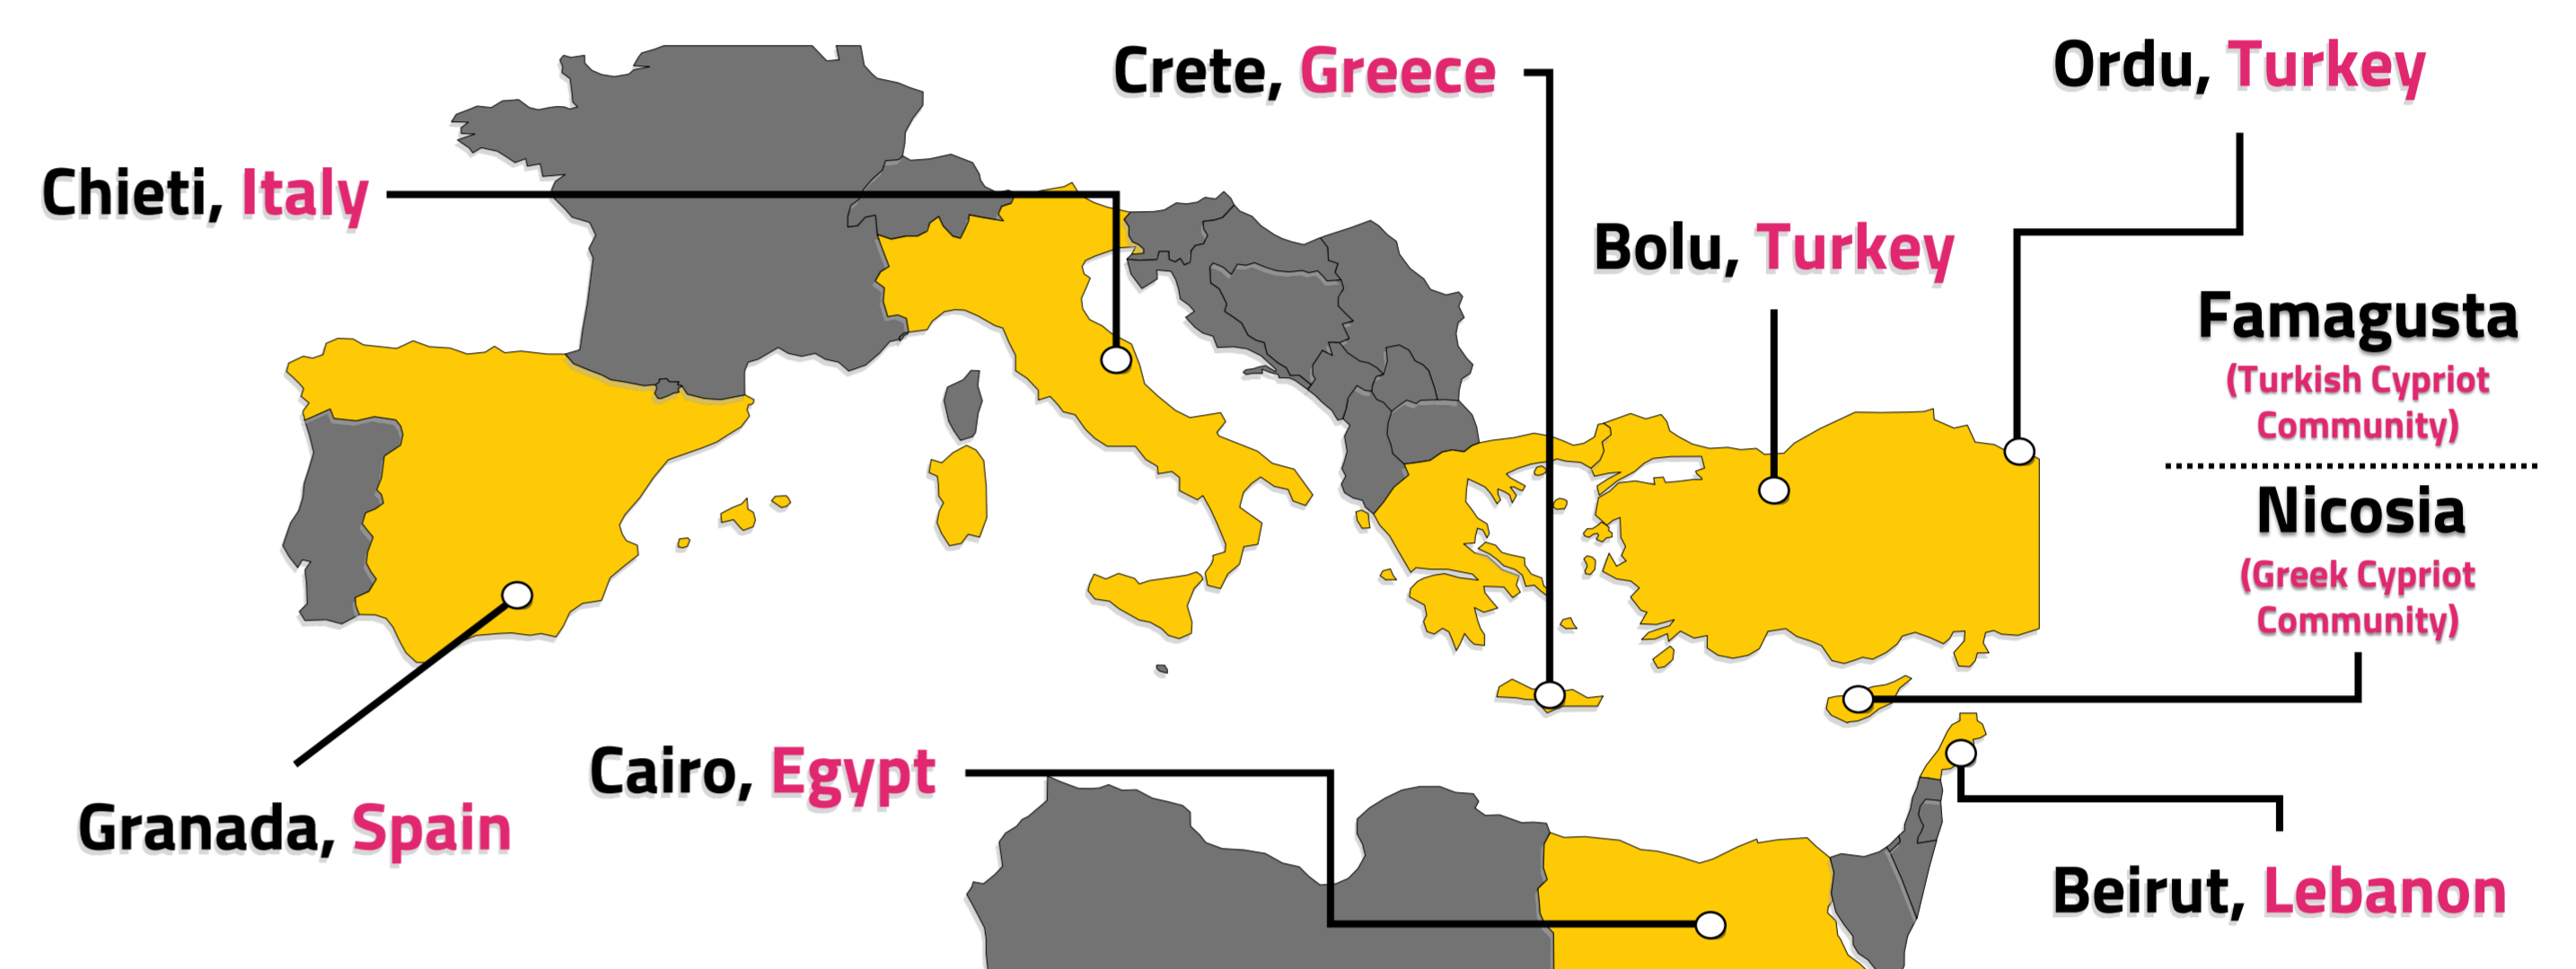 Crete, Greece
Ordu, Turkey
Chieti, Italy
Bolu, Turkey
Famagusta
(Turkish Cypriot
Community)
Nicosia
(Greek Cypriot
Community)
Cairo, Egypt
Granada, Spain
Beirut, Lebanon